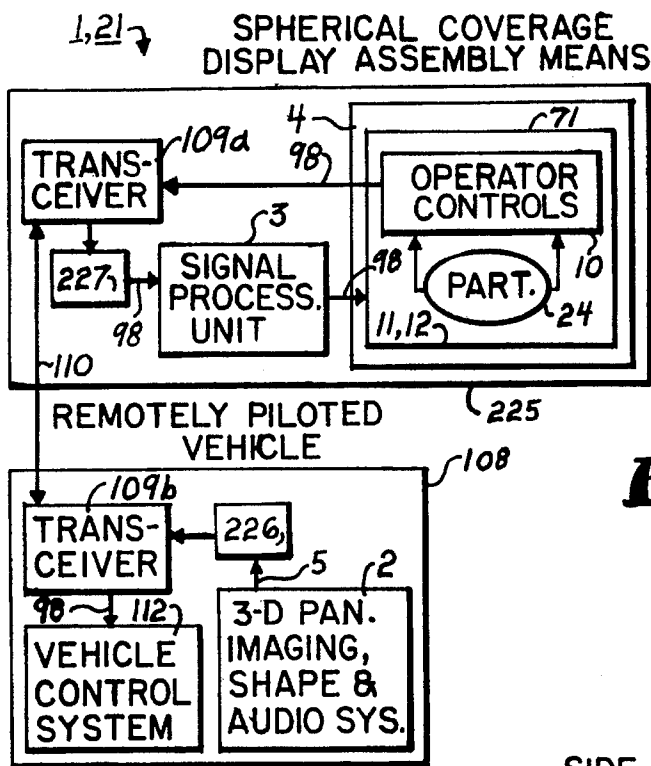 1,21
SPHERICAL COVERAGE
DISPLAY ASSEMBLY MEANS
4
71
109a
TRANS-
CEIVER
98
OPERATOR
CONTROLS
10
3
227,
98
SIGNAL
PROCESS.
UNIT
98
PART.
24
11,12
110
225
REMOTELY PILOTED
VEHICLE
108
109b
TRANS-
CEIVER
226,
5
2
98
112
VEHICLE
CONTROL
SYSTEM
3-D PAN.
IMAGING,
SHAPE &
AUDIO SYS.